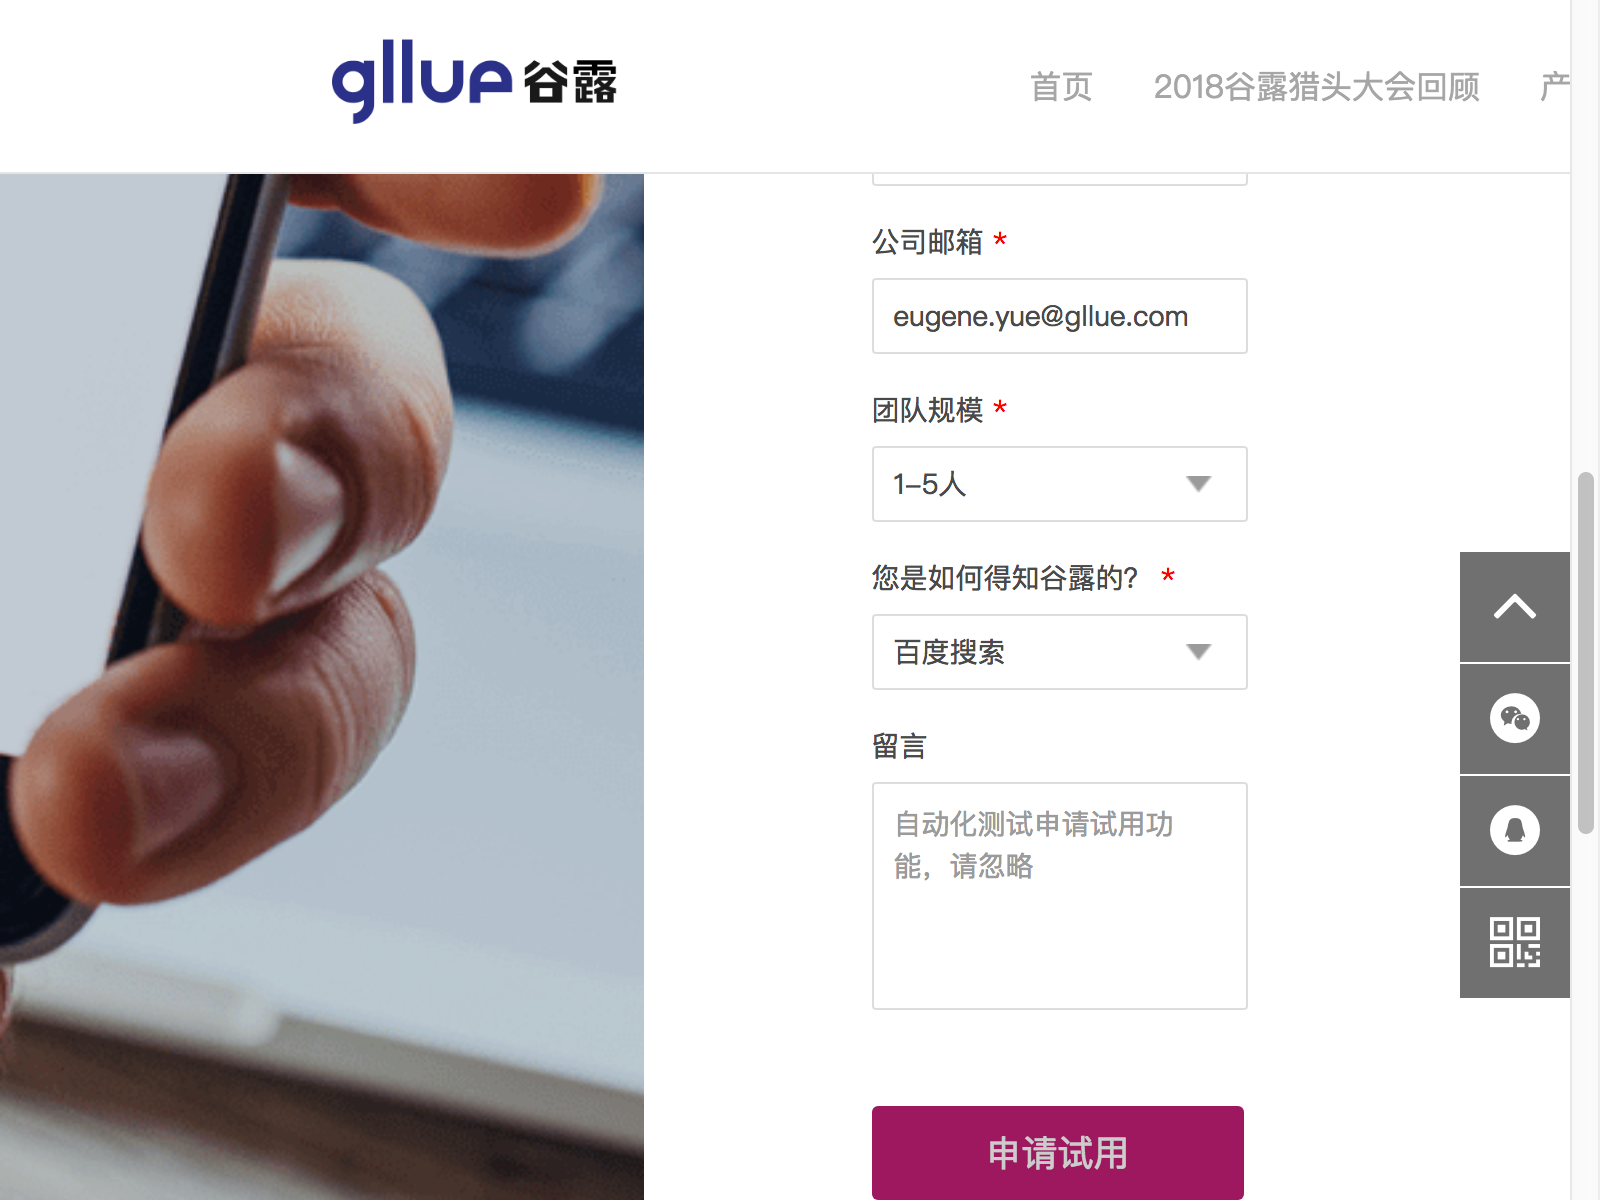 gllue 谷露
首页 2018谷露猎头大会回顾 产
公司邮箱 *
eugene.yue@gllue.com
团队规模 *
1-5人
您是如何得知谷露的? *
百度搜索
留言
自动化测试申请试用功
能，请忽略
申请试用